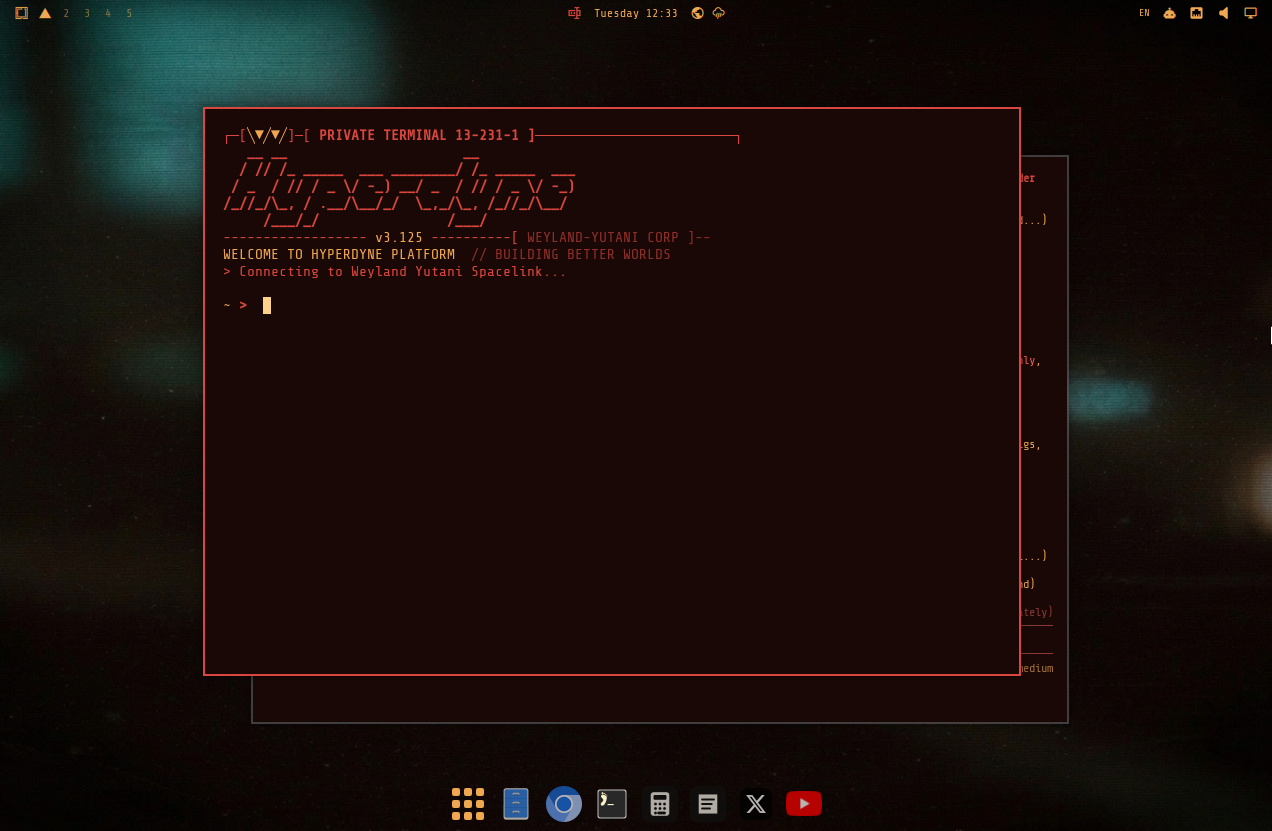 2 3 4 5
Tuesday 12:33
EN
PRIVATE TERMINAL 13-231-1
Hyperdyne
v3.125 [ WEYLAND-YUTANI CORP ]
WELCOME TO HYPERDYNE PLATFORM // BUILDING BETTER WORLDS
> Connecting to Weyland Yutani Spacelink...
~ >